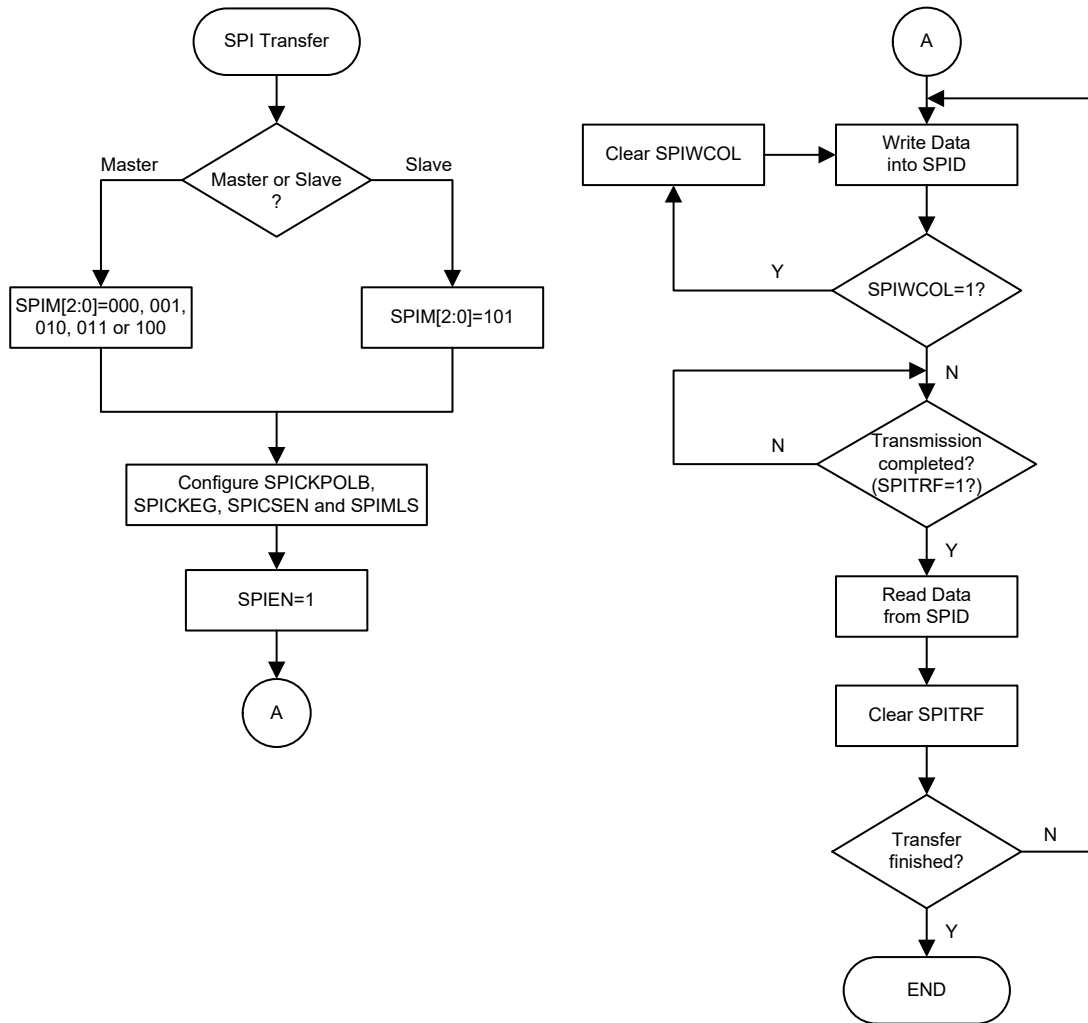 SPI Transfer
Master or Slave
?
Master
Slave
SPIM[2:0]=000, 001,
010, 011 or 100
SPIM[2:0]=101
Configure SPICKPOLB,
SPICKEG, SPICSEN and SPIMLS
SPIEN=1
A
A
Write Data
into SPID
Clear SPIWCOL
SPIWCOL=1?
Y
N
Transmission
completed?
(SPITRF=1?)
N
Y
Read Data
from SPID
Clear SPITRF
Transfer
finished?
N
Y
END